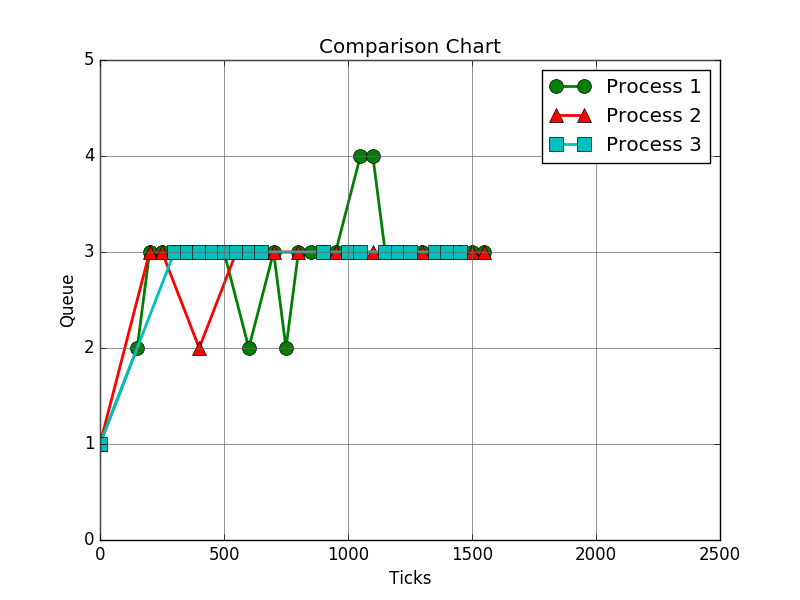 Comparison Chart
5
4
3
2
1
0
Queue
Process 1
Process 2
Process 3
0 500 1000 1500 2000 2500
Ticks